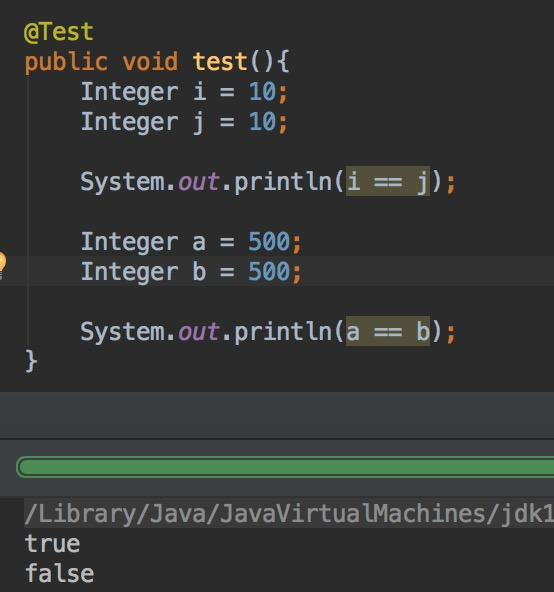 @Test
public void test(){
Integer i = 10;
Integer j = 10;
System.out.println(i == j);
Integer a = 500;
Integer b = 500;
System.out.println(a == b);
}
/Library/Java/JavaVirtualMachines/jdk1
true
false